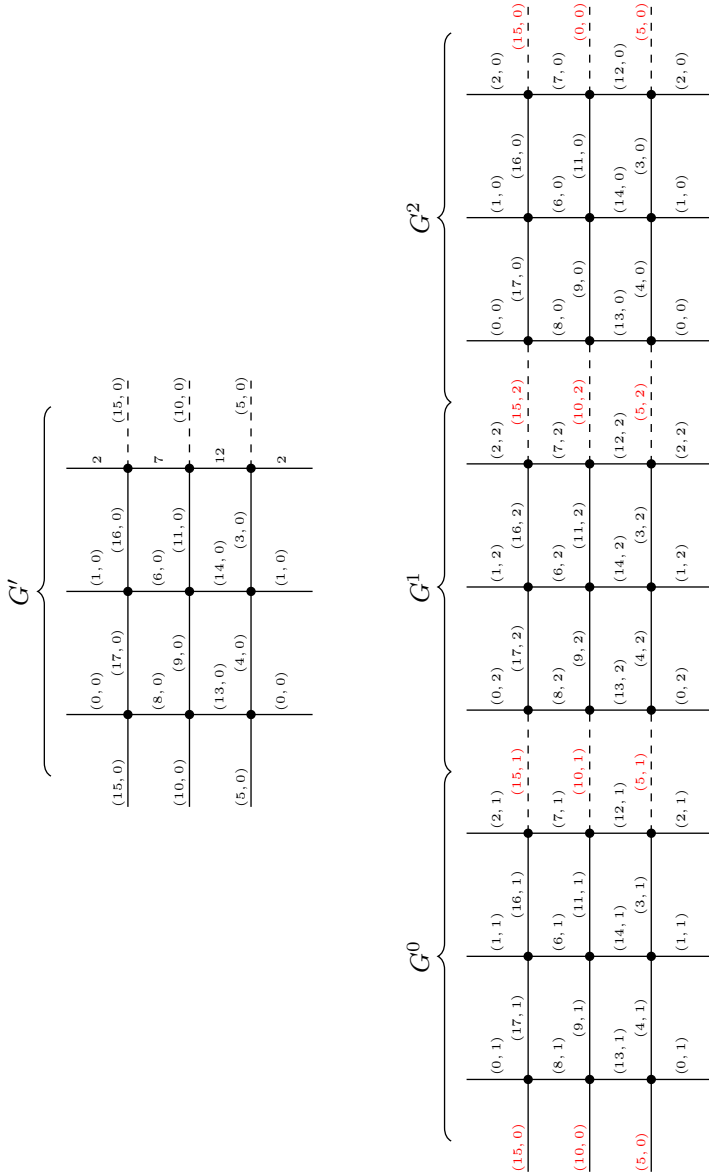 G′
(0, 0) (1, 0) 2
(15, 0) (17, 0) (16, 0) (15, 0)
(8, 0) (6, 0) 7
(10, 0) (9, 0) (11, 0) (10, 0)
(13, 0) (14, 0) 12
(5, 0) (4, 0) (3, 0) (5, 0)
(0, 0) (1, 0) 2
G⁰ G¹ G²
(0, 1) (1, 1) (2, 1) (0, 2) (1, 2) (2, 2) (0, 0) (1, 0) (2, 0)
(15, 0) (17, 1) (16, 1) (15, 1) (17, 2) (16, 2) (15, 2) (17, 0) (16, 0) (15, 0)
(8, 1) (6, 1) (7, 1) (8, 2) (6, 2) (7, 2) (8, 0) (6, 0) (7, 0)
(10, 0) (9, 1) (11, 1) (10, 1) (9, 2) (11, 2) (10, 2) (9, 0) (11, 0) (0, 0)
(13, 1) (14, 1) (12, 1) (13, 2) (14, 2) (12, 2) (13, 0) (14, 0) (12, 0)
(5, 0) (4, 1) (3, 1) (5, 1) (4, 2) (3, 2) (5, 2) (4, 0) (3, 0) (5, 0)
(0, 1) (1, 1) (2, 1) (0, 2) (1, 2) (2, 2) (0, 0) (1, 0) (2, 0)